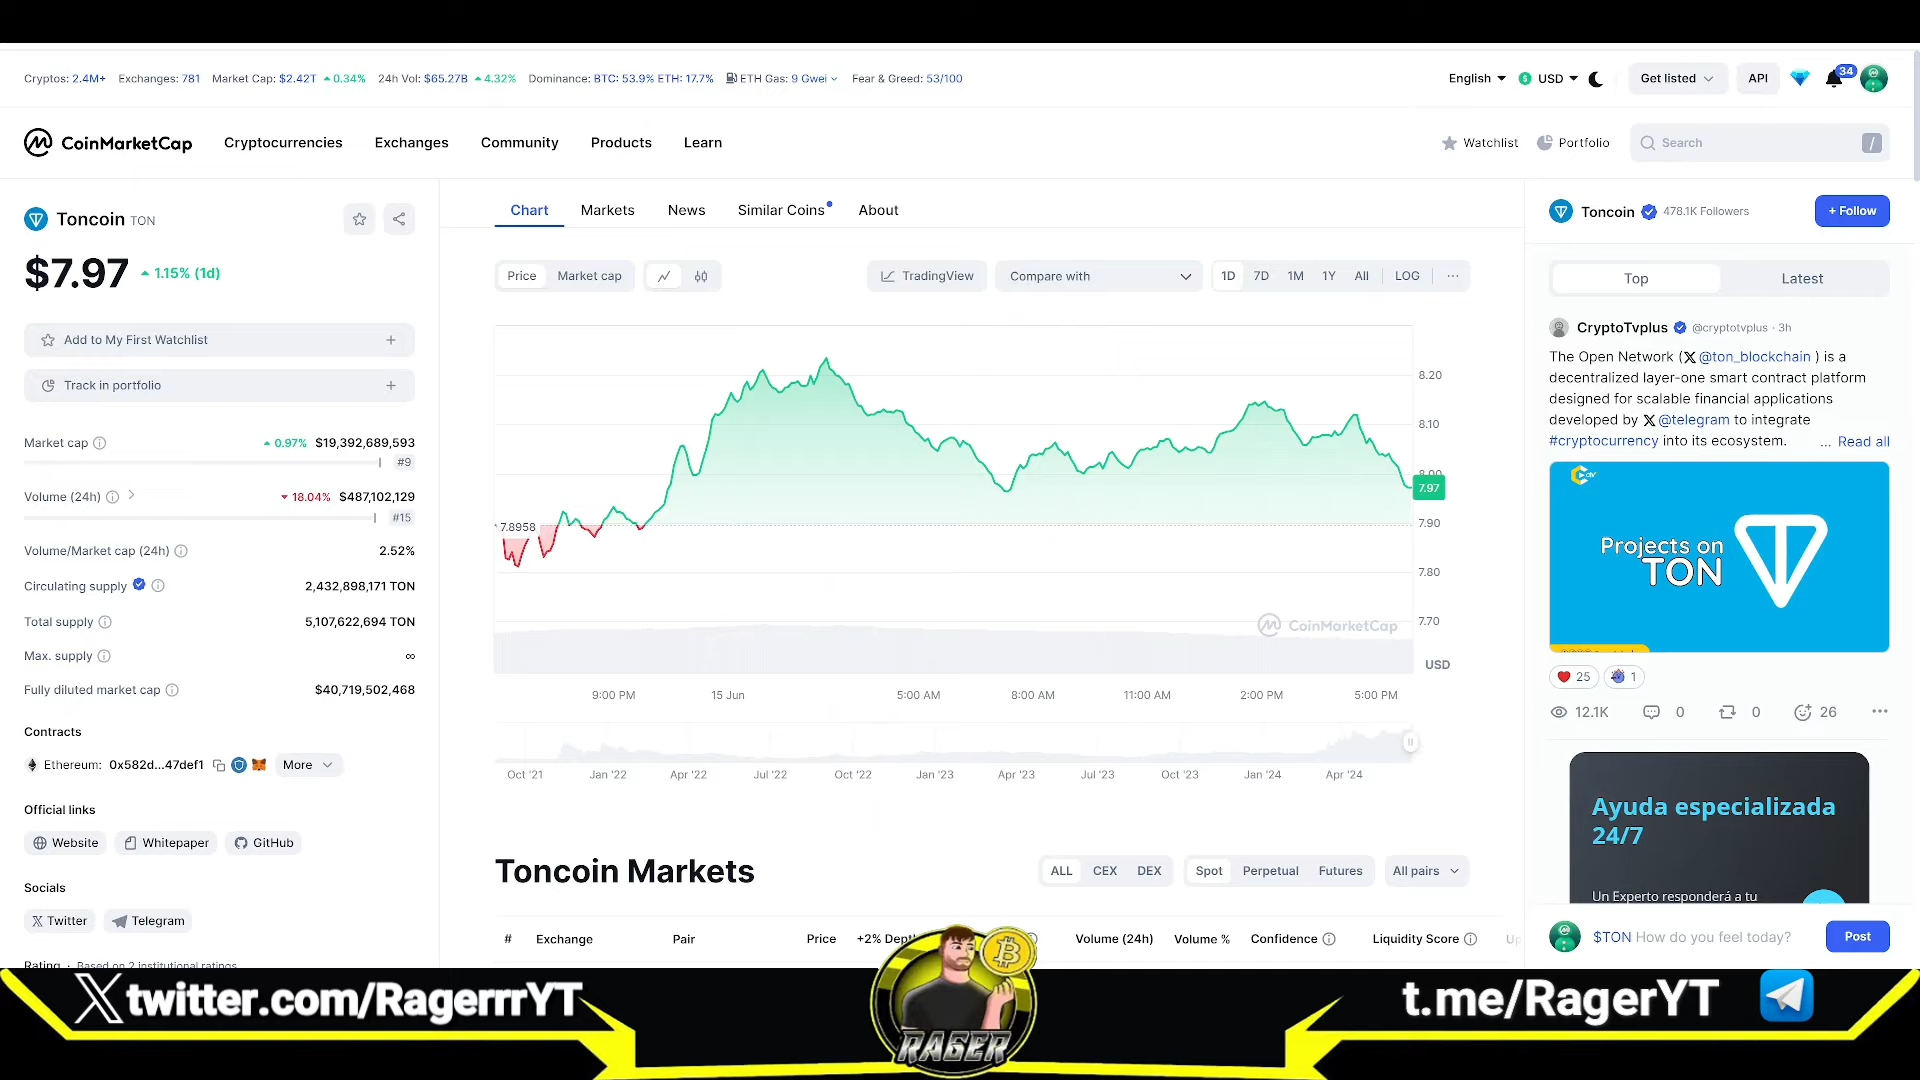 Cryptos: 2.4M+ Exchanges: 781 Market Cap: $2.42T 0.34% 24h Vol: $65.27B 4.32% Dominance: BTC: 53.9% ETH: 17.7% ETH Gas: 9 Gwei Fear & Greed: 53/100
English USD Get listed API 34
CoinMarketCap Cryptocurrencies Exchanges Community Products Learn
Watchlist Portfolio Search /
Toncoin TON
$7.97 1.15% (1d)
Add to My First Watchlist +
Track in portfolio +
Market cap 0.97% $19,392,689,593
#9
Volume (24h) 18.04% $487,102,129
#15
Volume/Market cap (24h) 2.52%
Circulating supply 2,432,898,171 TON
Total supply 5,107,622,694 TON
Max. supply ∞
Fully diluted market cap $40,719,502,468
Contracts
Ethereum: 0x582d...47def1 More
Official links
Website Whitepaper GitHub
Socials
Twitter Telegram
Rating · Based on 2 institutional ratings
Chart Markets News Similar Coins About
Price Market cap TradingView Compare with 1D 7D 1M 1Y All LOG ...
8.20
8.10
8.00
7.97
7.8958
7.90
7.80
7.70
CoinMarketCap
USD
9:00 PM 15 Jun 5:00 AM 8:00 AM 11:00 AM 2:00 PM 5:00 PM
Oct '21 Jan '22 Apr '22 Jul '22 Oct '22 Jan '23 Apr '23 Jul '23 Oct '23 Jan '24 Apr '24
Toncoin Markets ALL CEX DEX Spot Perpetual Futures All pairs
# Exchange Pair Price +2% Depth Volume (24h) Volume % Confidence Liquidity Score Up
Toncoin 478.1K Followers + Follow
Top Latest
CryptoTvplus @cryptotvplus · 3h
The Open Network (X @ton_blockchain ) is a
decentralized layer-one smart contract platform
designed for scalable financial applications
developed by X @telegram to integrate
#cryptocurrency into its ecosystem. ... Read all
ctv
Projects on
TON
25 1
12.1K 0 0 26 ...
Ayuda especializada
24/7
Un Experto responderá a tu
$TON How do you feel today? Post
X twitter.com/RagerrrYT
RAGER
t.me/RagerYT